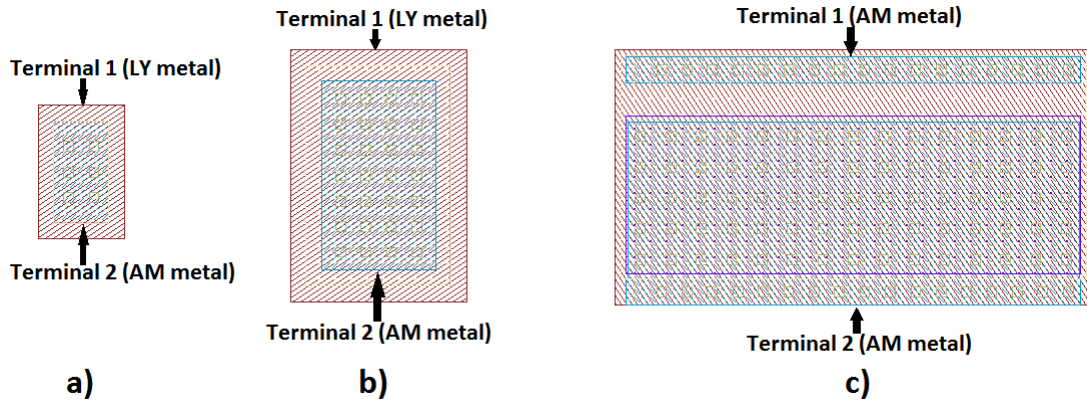 Terminal 1 (LY metal)
Terminal 2 (AM metal)
a)
Terminal 1 (LY metal)
Terminal 2 (AM metal)
b)
Terminal 1 (AM metal)
Terminal 2 (AM metal)
c)